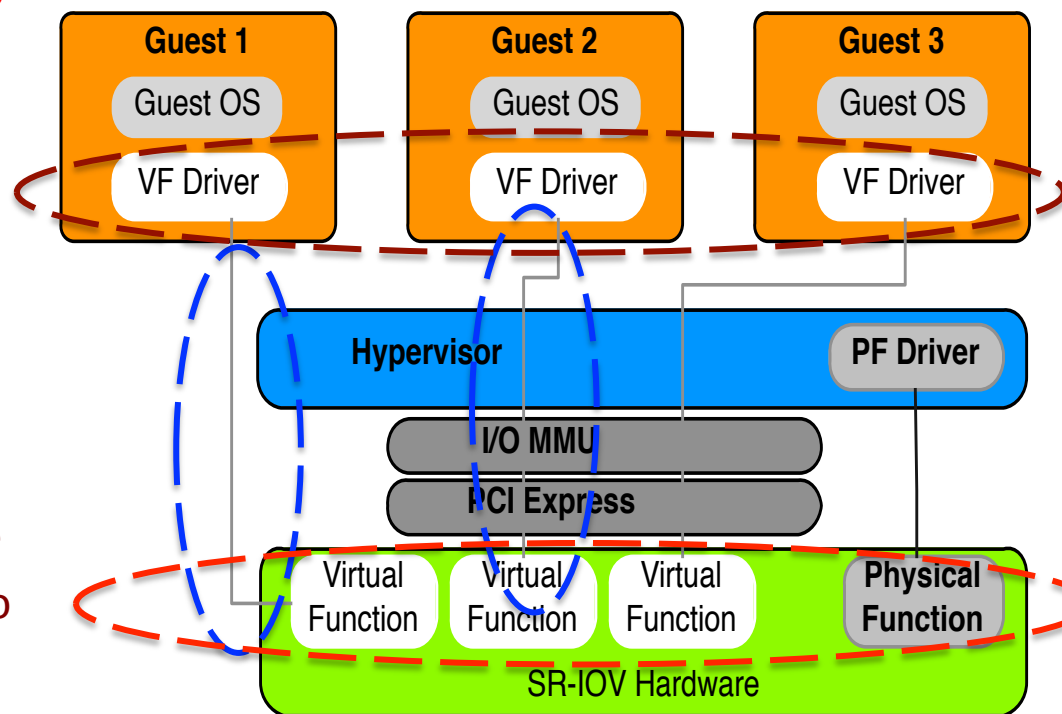 Guest 1
Guest 2
Guest 3
Guest OS
Guest OS
Guest OS
VF Driver
VF Driver
VF Driver
Hypervisor
PF Driver
I/O MMU
PCI Express
Virtual
Function
Virtual
Function
Virtual
Function
Physical
Function
SR-IOV Hardware